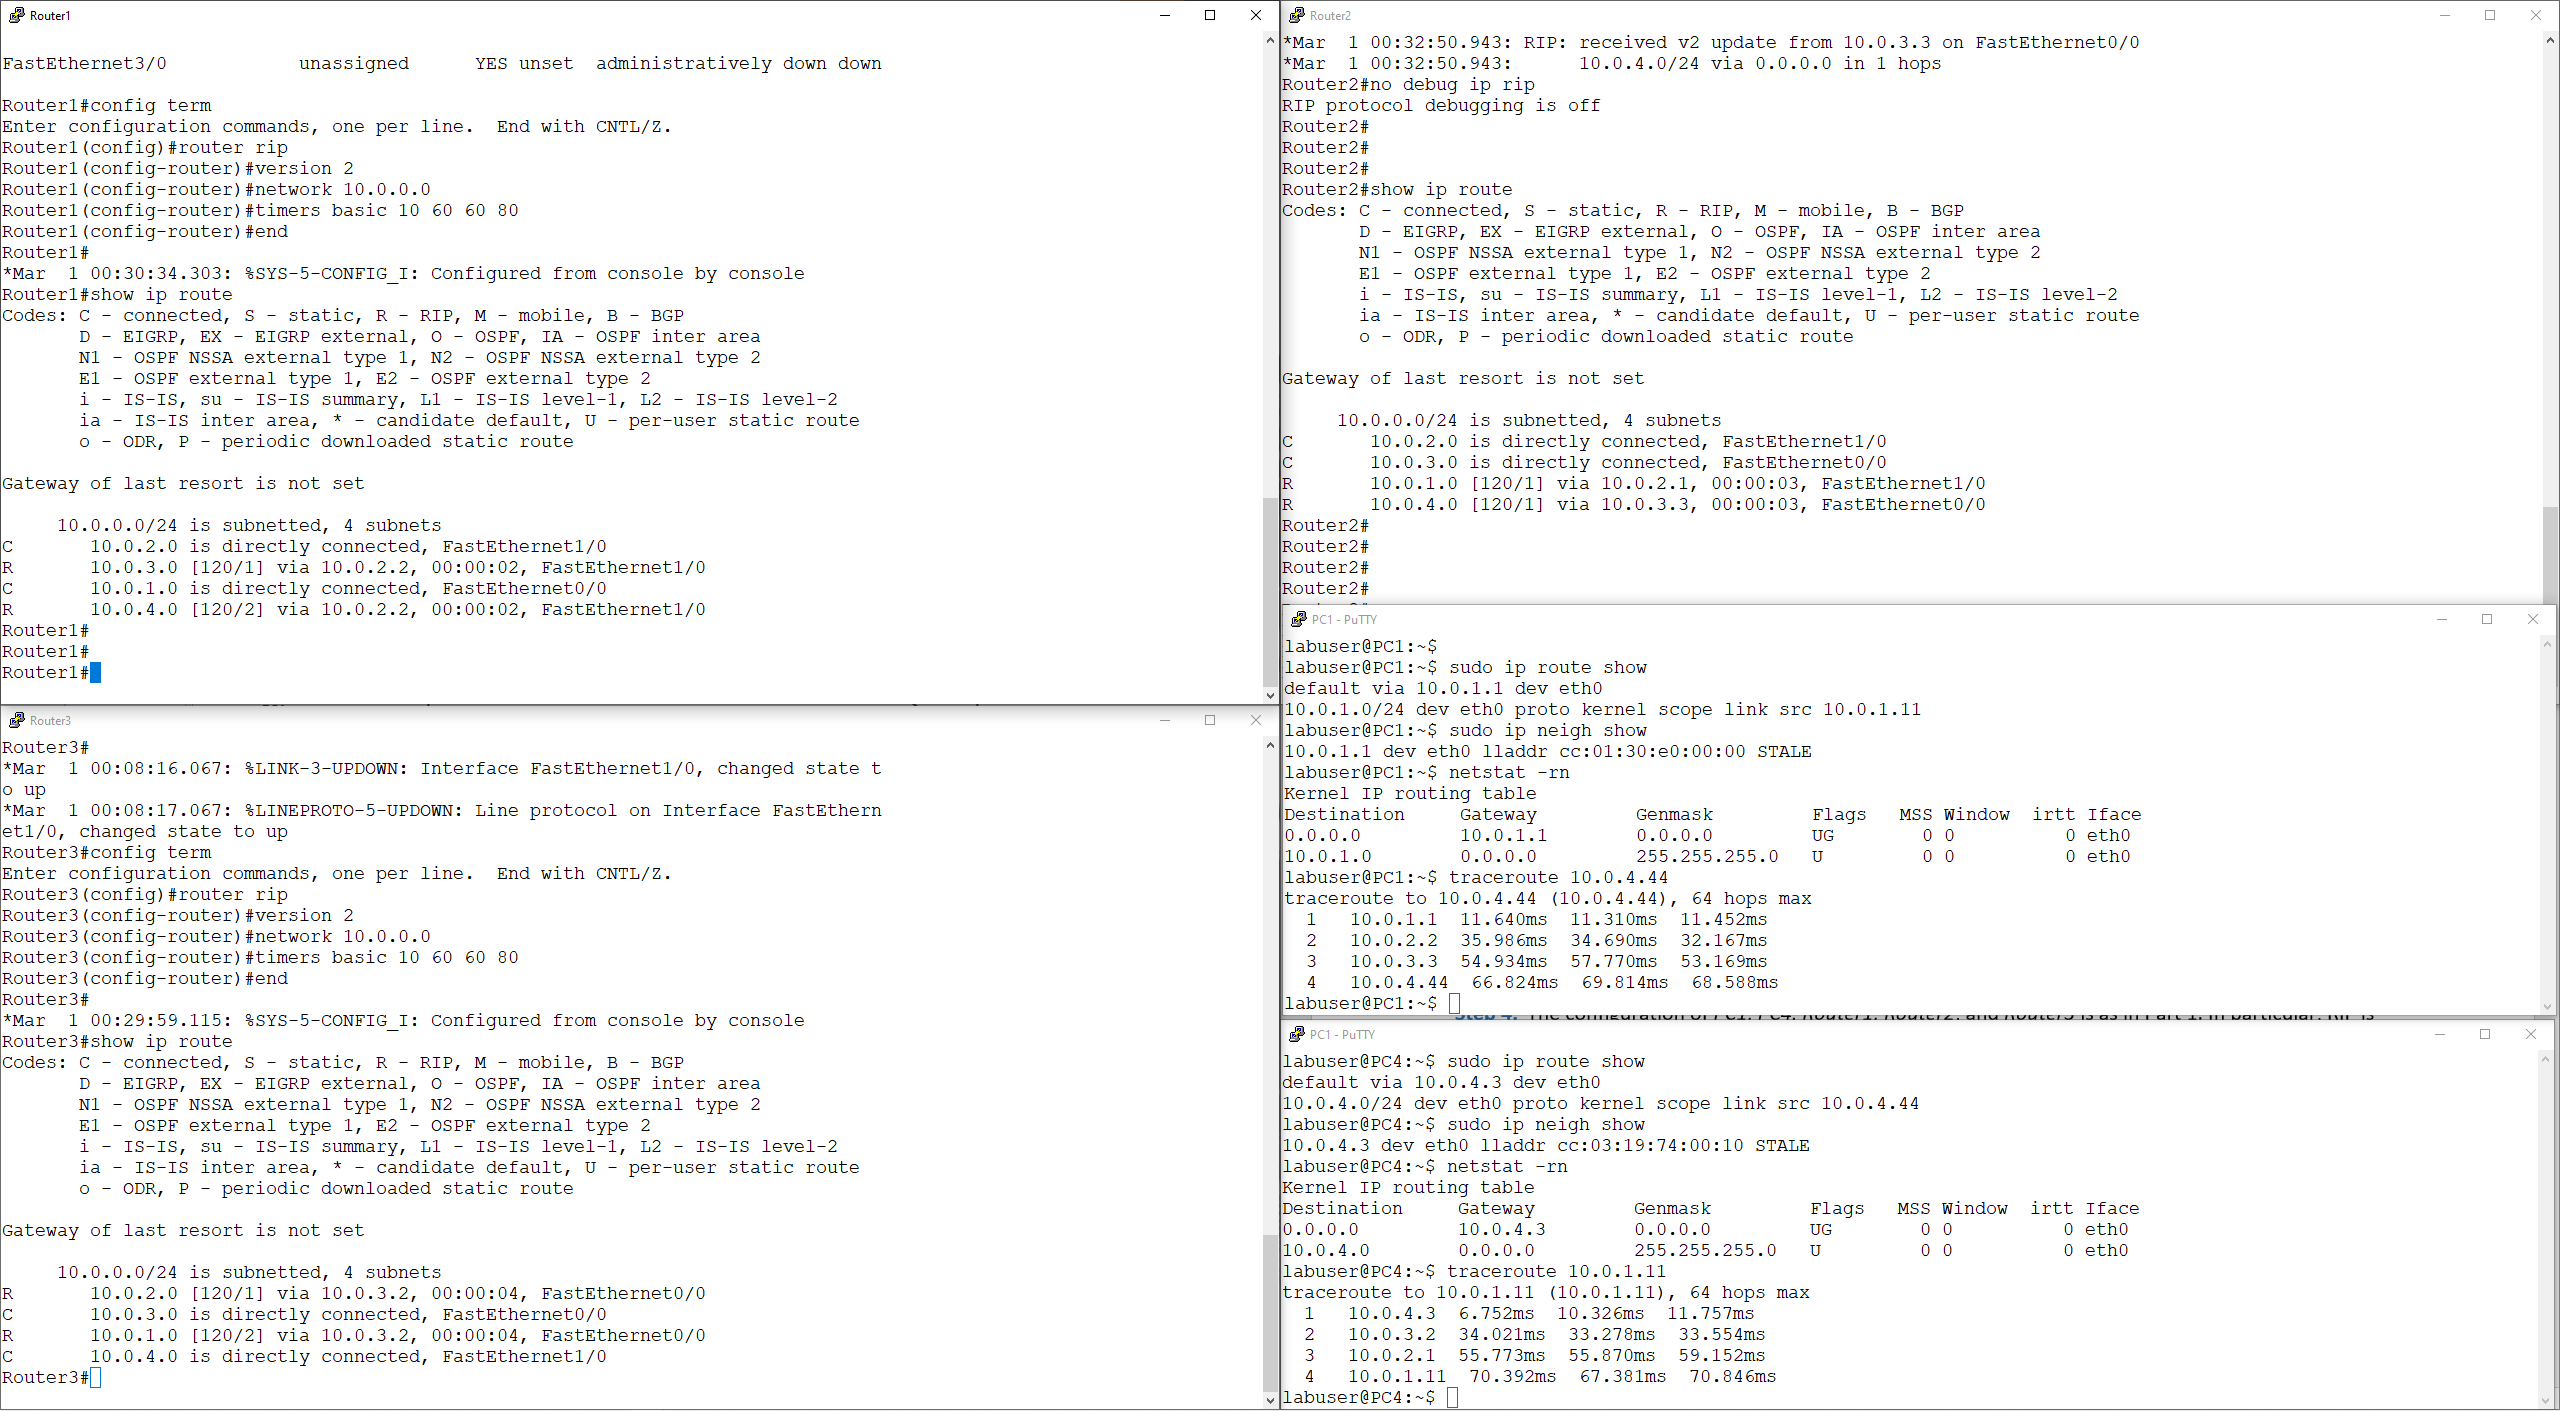 Router1
FastEthernet3/0            unassigned      YES unset  administratively down down
Router1#config term
Enter configuration commands, one per line.  End with CNTL/Z.
Router1(config)#router rip
Router1(config-router)#version 2
Router1(config-router)#network 10.0.0.0
Router1(config-router)#timers basic 10 60 60 80
Router1(config-router)#end
Router1#
*Mar  1 00:30:34.303: %SYS-5-CONFIG_I: Configured from console by console
Router1#show ip route
Codes: C - connected, S - static, R - RIP, M - mobile, B - BGP
       D - EIGRP, EX - EIGRP external, O - OSPF, IA - OSPF inter area
       N1 - OSPF NSSA external type 1, N2 - OSPF NSSA external type 2
       E1 - OSPF external type 1, E2 - OSPF external type 2
       i - IS-IS, su - IS-IS summary, L1 - IS-IS level-1, L2 - IS-IS level-2
       ia - IS-IS inter area, * - candidate default, U - per-user static route
       o - ODR, P - periodic downloaded static route
Gateway of last resort is not set
     10.0.0.0/24 is subnetted, 4 subnets
C       10.0.2.0 is directly connected, FastEthernet1/0
R       10.0.3.0 [120/1] via 10.0.2.2, 00:00:02, FastEthernet1/0
C       10.0.1.0 is directly connected, FastEthernet0/0
R       10.0.4.0 [120/2] via 10.0.2.2, 00:00:02, FastEthernet1/0
Router1#
Router1#
Router1#
Router2
*Mar  1 00:32:50.943: RIP: received v2 update from 10.0.3.3 on FastEthernet0/0
*Mar  1 00:32:50.943:      10.0.4.0/24 via 0.0.0.0 in 1 hops
Router2#no debug ip rip
RIP protocol debugging is off
Router2#
Router2#
Router2#
Router2#show ip route
Codes: C - connected, S - static, R - RIP, M - mobile, B - BGP
       D - EIGRP, EX - EIGRP external, O - OSPF, IA - OSPF inter area
       N1 - OSPF NSSA external type 1, N2 - OSPF NSSA external type 2
       E1 - OSPF external type 1, E2 - OSPF external type 2
       i - IS-IS, su - IS-IS summary, L1 - IS-IS level-1, L2 - IS-IS level-2
       ia - IS-IS inter area, * - candidate default, U - per-user static route
       o - ODR, P - periodic downloaded static route
Gateway of last resort is not set
     10.0.0.0/24 is subnetted, 4 subnets
C       10.0.2.0 is directly connected, FastEthernet1/0
C       10.0.3.0 is directly connected, FastEthernet0/0
R       10.0.1.0 [120/1] via 10.0.2.1, 00:00:03, FastEthernet1/0
R       10.0.4.0 [120/1] via 10.0.3.3, 00:00:03, FastEthernet0/0
Router2#
Router2#
Router2#
Router2#
Router3
Router3#
*Mar  1 00:08:16.067: %LINK-3-UPDOWN: Interface FastEthernet1/0, changed state t
o up
*Mar  1 00:08:17.067: %LINEPROTO-5-UPDOWN: Line protocol on Interface FastEthern
et1/0, changed state to up
Router3#config term
Enter configuration commands, one per line.  End with CNTL/Z.
Router3(config)#router rip
Router3(config-router)#version 2
Router3(config-router)#network 10.0.0.0
Router3(config-router)#timers basic 10 60 60 80
Router3(config-router)#end
Router3#
*Mar  1 00:29:59.115: %SYS-5-CONFIG_I: Configured from console by console
Router3#show ip route
Codes: C - connected, S - static, R - RIP, M - mobile, B - BGP
       D - EIGRP, EX - EIGRP external, O - OSPF, IA - OSPF inter area
       N1 - OSPF NSSA external type 1, N2 - OSPF NSSA external type 2
       E1 - OSPF external type 1, E2 - OSPF external type 2
       i - IS-IS, su - IS-IS summary, L1 - IS-IS level-1, L2 - IS-IS level-2
       ia - IS-IS inter area, * - candidate default, U - per-user static route
       o - ODR, P - periodic downloaded static route
Gateway of last resort is not set
     10.0.0.0/24 is subnetted, 4 subnets
R       10.0.2.0 [120/1] via 10.0.3.2, 00:00:04, FastEthernet0/0
C       10.0.3.0 is directly connected, FastEthernet0/0
R       10.0.1.0 [120/2] via 10.0.3.2, 00:00:04, FastEthernet0/0
C       10.0.4.0 is directly connected, FastEthernet1/0
Router3#
PC1 - PuTTY
labuser@PC1:~$
labuser@PC1:~$ sudo ip route show
default via 10.0.1.1 dev eth0
10.0.1.0/24 dev eth0 proto kernel scope link src 10.0.1.11
labuser@PC1:~$ sudo ip neigh show
10.0.1.1 dev eth0 lladdr cc:01:30:e0:00:00 STALE
labuser@PC1:~$ netstat -rn
Kernel IP routing table
Destination     Gateway         Genmask         Flags   MSS Window  irtt Iface
0.0.0.0         10.0.1.1        0.0.0.0         UG        0 0          0 eth0
10.0.1.0        0.0.0.0         255.255.255.0   U         0 0          0 eth0
labuser@PC1:~$ traceroute 10.0.4.44
traceroute to 10.0.4.44 (10.0.4.44), 64 hops max
  1   10.0.1.1  11.640ms  11.310ms  11.452ms
  2   10.0.2.2  35.986ms  34.690ms  32.167ms
  3   10.0.3.3  54.934ms  57.770ms  53.169ms
  4   10.0.4.44  66.824ms  69.814ms  68.588ms
labuser@PC1:~$
Step 4. The configuration of PC1, PC4, Router1, Router2, and Router3 is as in Part 1. In particular, RIP is
PC1 - PuTTY
labuser@PC4:~$ sudo ip route show
default via 10.0.4.3 dev eth0
10.0.4.0/24 dev eth0 proto kernel scope link src 10.0.4.44
labuser@PC4:~$ sudo ip neigh show
10.0.4.3 dev eth0 lladdr cc:03:19:74:00:10 STALE
labuser@PC4:~$ netstat -rn
Kernel IP routing table
Destination     Gateway         Genmask         Flags   MSS Window  irtt Iface
0.0.0.0         10.0.4.3        0.0.0.0         UG        0 0          0 eth0
10.0.4.0        0.0.0.0         255.255.255.0   U         0 0          0 eth0
labuser@PC4:~$ traceroute 10.0.1.11
traceroute to 10.0.1.11 (10.0.1.11), 64 hops max
  1   10.0.4.3  6.752ms  10.326ms  11.757ms
  2   10.0.3.2  34.021ms  33.278ms  33.554ms
  3   10.0.2.1  55.773ms  55.870ms  59.152ms
  4   10.0.1.11  70.392ms  67.381ms  70.846ms
labuser@PC4:~$